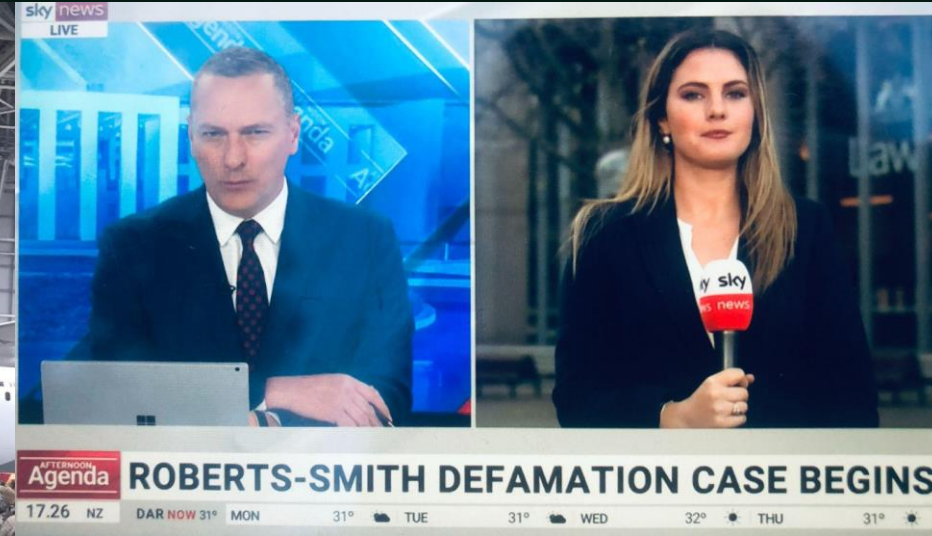 sky news
LIVE
Agenda
enda
A
Law
sky
news
AFTERNOON
Agenda
ROBERTS-SMITH DEFAMATION CASE BEGINS
17.26 NZ DAR NOW 31° MON 31° TUE 31° WED 32° THU 31°